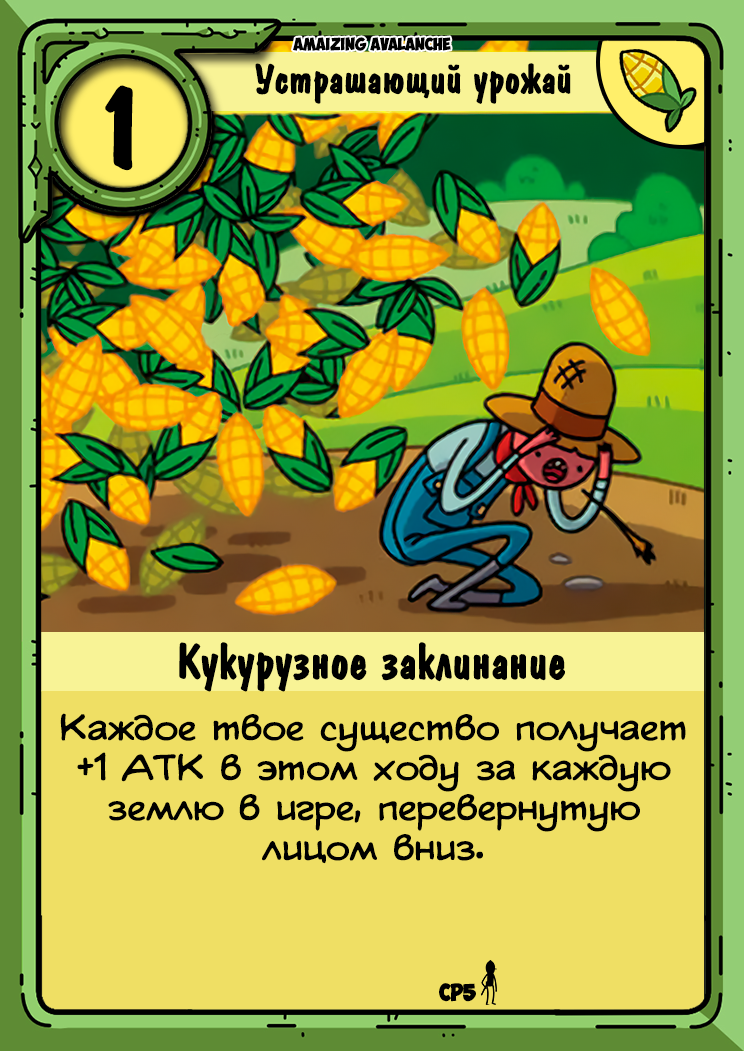 AMAIZING AVALANCHE
Устрашающий урожай
1
Кукурузное заклинание
Каждое твое существо получает
+1 АТК в этом ходу за каждую
землю в игре, перевернутую
лицом вниз.
CP5